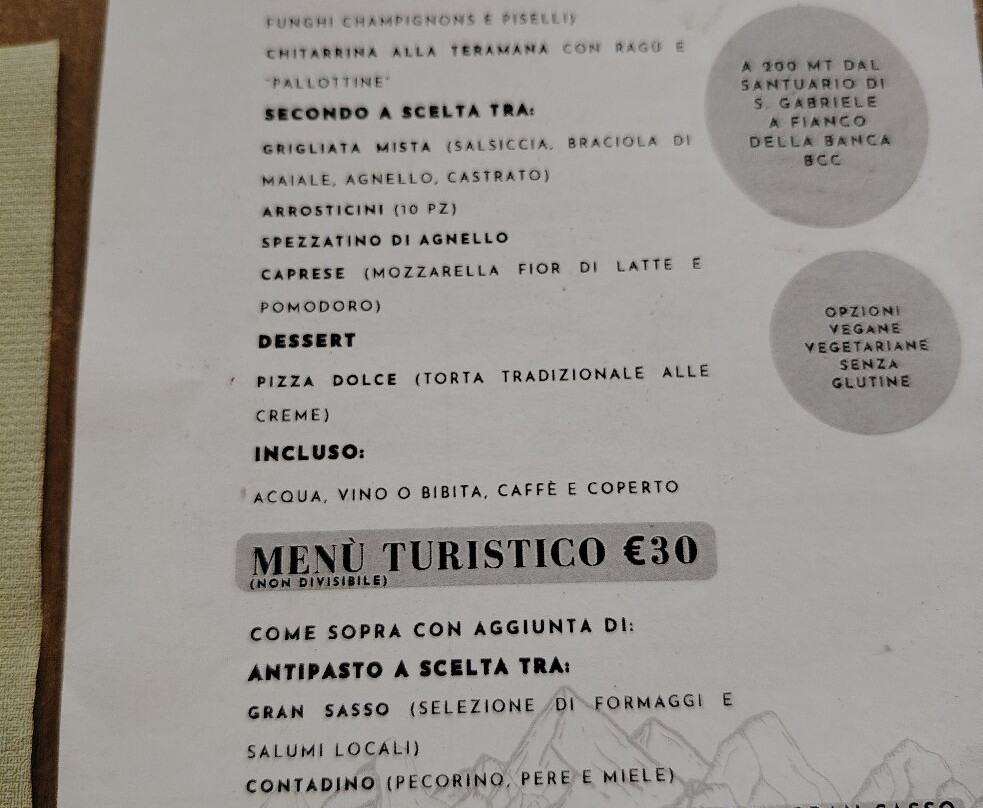 FUNGHI CHAMPIGNONS E PISELLI)
CHITARRINA ALLA TERAMANA CON RAGÙ E
"PALLOTTINE"
SECONDO A SCELTA TRA:
GRIGLIATA MISTA (SALSICCIA, BRACIOLA DI
MAIALE, AGNELLO, CASTRATO)
ARROSTICINI (10 PZ)
SPEZZATINO DI AGNELLO
CAPRESE (MOZZARELLA FIOR DI LATTE E
POMODORO)
DESSERT
PIZZA DOLCE (TORTA TRADIZIONALE ALLE
CREME)
INCLUSO:
ACQUA, VINO O BIBITA, CAFFÈ E COPERTO
MENÙ TURISTICO €30
(NON DIVISIBILE)
COME SOPRA CON AGGIUNTA DI:
ANTIPASTO A SCELTA TRA:
GRAN SASSO (SELEZIONE DI FORMAGGI E
SALUMI LOCALI)
CONTADINO (PECORINO, PERE E MIELE)
A 200 MT DAL
SANTUARIO DI
S. GABRIELE
A FIANCO
DELLA BANCA
BCC
OPZIONI
VEGANE
VEGETARIANE
SENZA
GLUTINE
GRAN SASSO